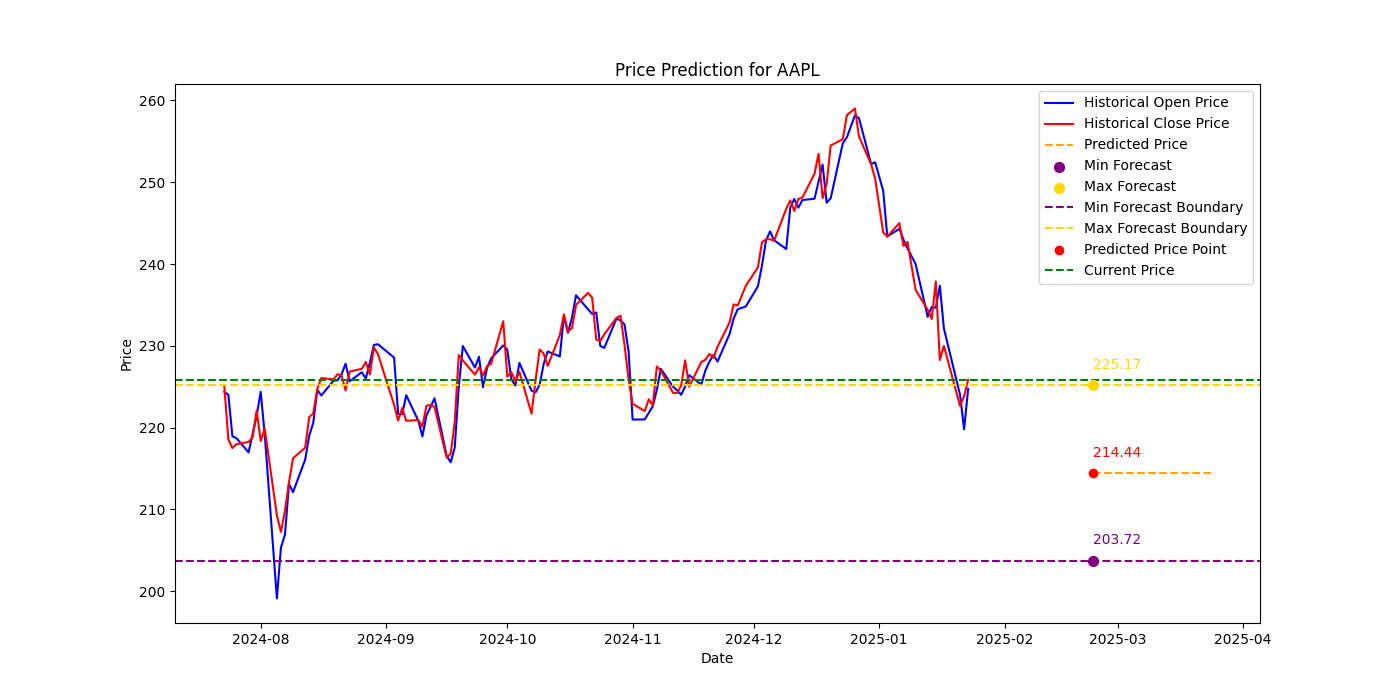 Price Prediction for AAPL
260
250
240
230
220
210
200
Price
Historical Open Price
Historical Close Price
Predicted Price
Min Forecast
Max Forecast
Min Forecast Boundary
Max Forecast Boundary
Predicted Price Point
Current Price
225.17
214.44
203.72
2024-08 2024-09 2024-10 2024-11 2024-12 2025-01 2025-02 2025-03 2025-04
Date